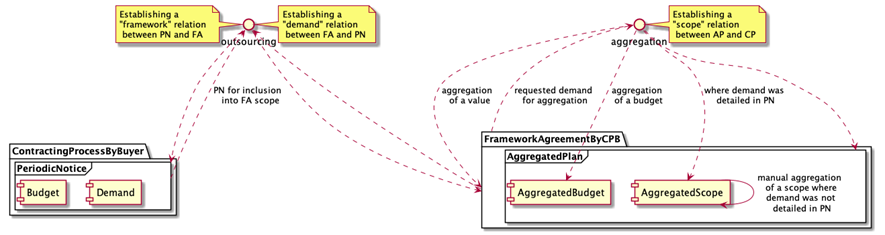 Establishing a
"framework" relation
between PN and FA
Establishing a
"demand" relation
between FA and PN
Establishing a
"scope" relation
between AP and CP
outsourcing
aggregation
PN for inclusion
into FA scope
aggregation
of a value
requested demand
for aggregation
aggregation
of a budget
where demand was
detailed in PN
ContractingProcessByBuyer
PeriodicNotice
Budget
Demand
FrameworkAgreementByCPB
AggregatedPlan
AggregatedBudget
AggregatedScope
manual aggregation
of a scope where
demand was not
detailed in PN